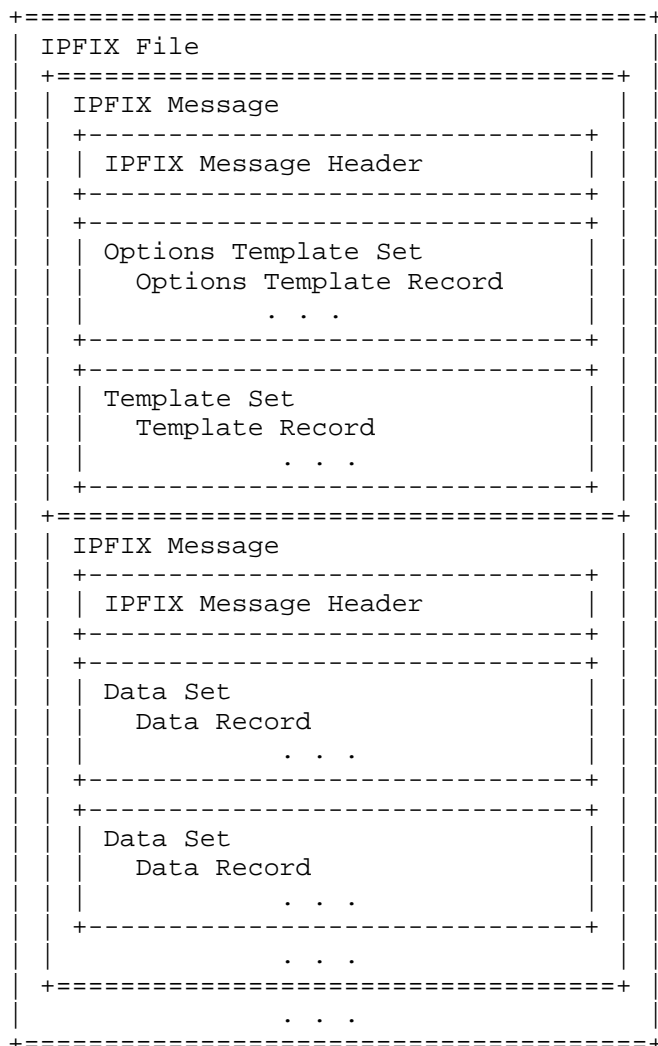 +========================================+
| IPFIX File                             |
| +===================================+ |
| | IPFIX Message                     | |
| | +-------------------------------+ | |
| | | IPFIX Message Header          | | |
| | +-------------------------------+ | |
| | +-------------------------------+ | |
| | | Options Template Set          | | |
| | |   Options Template Record     | | |
| | |           . . .               | | |
| | +-------------------------------+ | |
| | +-------------------------------+ | |
| | | Template Set                  | | |
| | |   Template Record             | | |
| | |            . . .              | | |
| | +-------------------------------+ | |
| +===================================+ |
| | IPFIX Message                     | |
| | +-------------------------------+ | |
| | | IPFIX Message Header          | | |
| | +-------------------------------+ | |
| | +-------------------------------+ | |
| | | Data Set                      | | |
| | |   Data Record                 | | |
| | |            . . .              | | |
| | +-------------------------------+ | |
| | +-------------------------------+ | |
| | | Data Set                      | | |
| | |   Data Record                 | | |
| | |            . . .              | | |
| | +-------------------------------+ | |
| |              . . .                | |
| +===================================+ |
|                . . .                  |
+========================================+